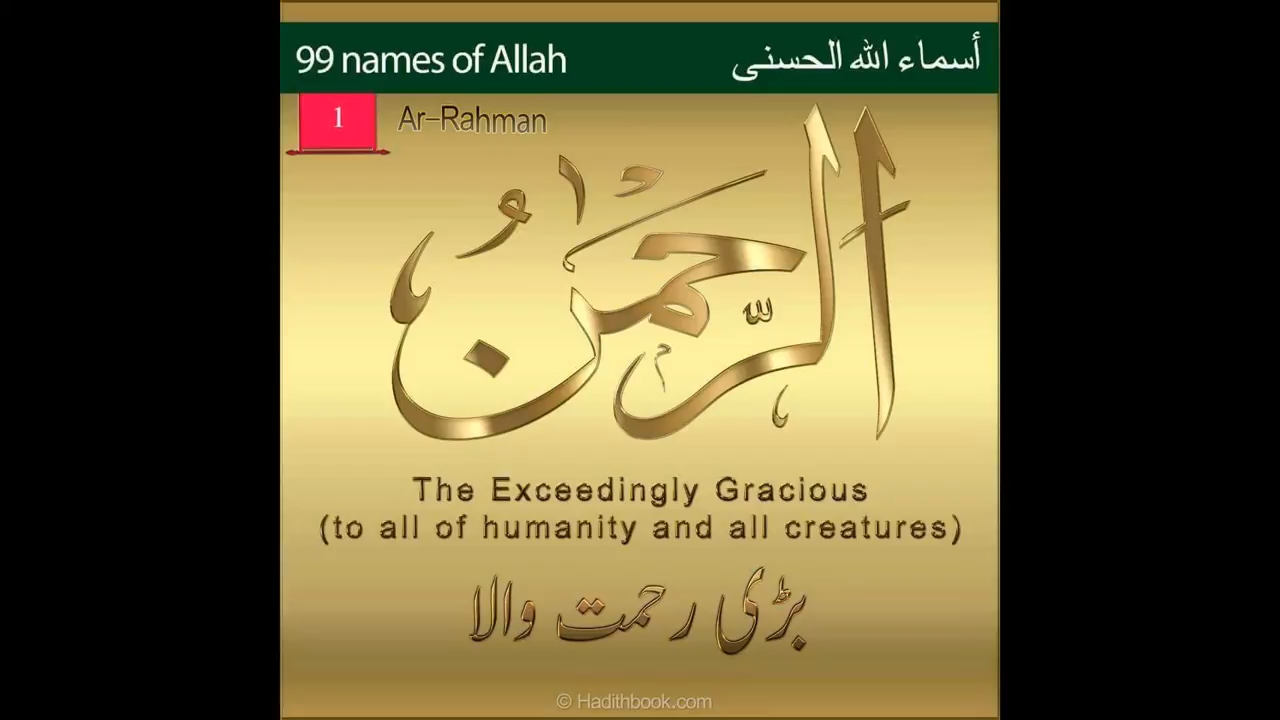 99 names of Allah أسماء الله الحسنى
1 Ar-Rahman
الرَّحْمٰنُ
The Exceedingly Gracious
(to all of humanity and all creatures)
بڑی رحمت والا
© Hadithbook.com